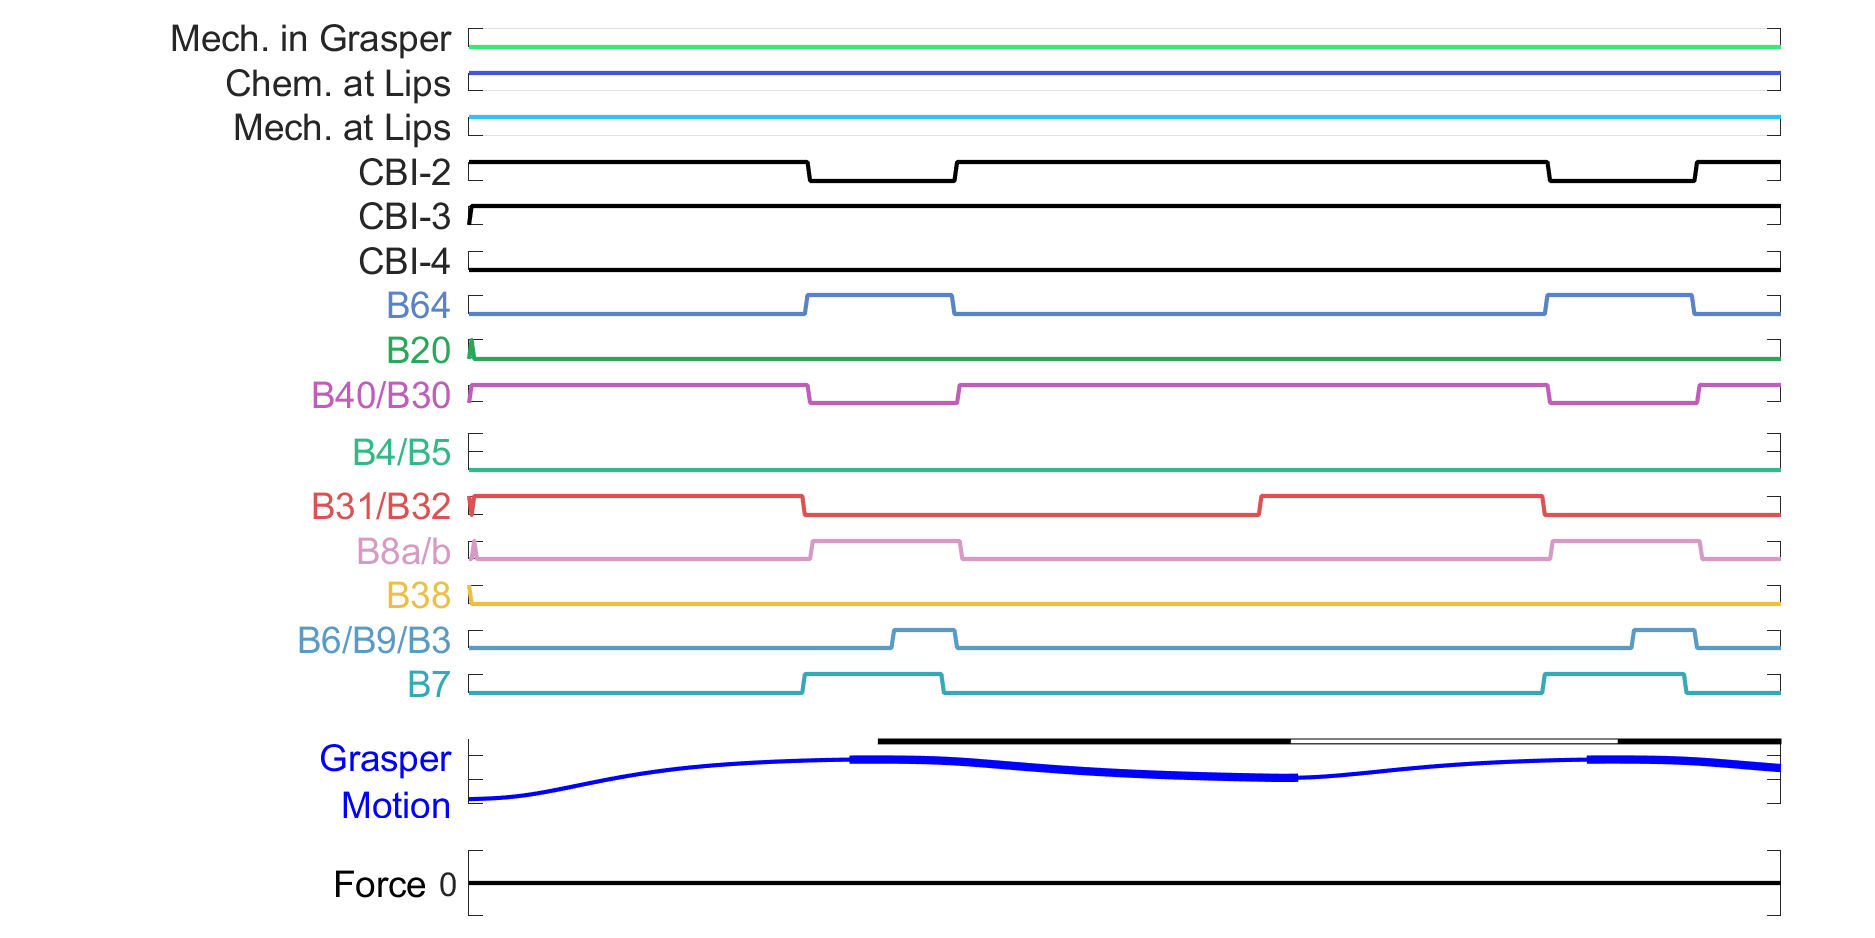 Mech. in Grasper
Chem. at Lips
Mech. at Lips
CBI-2
CBI-3
CBI-4
B64
B20
B40/B30
B4/B5
B31/B32
B8a/b
B38
B6/B9/B3
B7
Grasper
Motion
Force 0